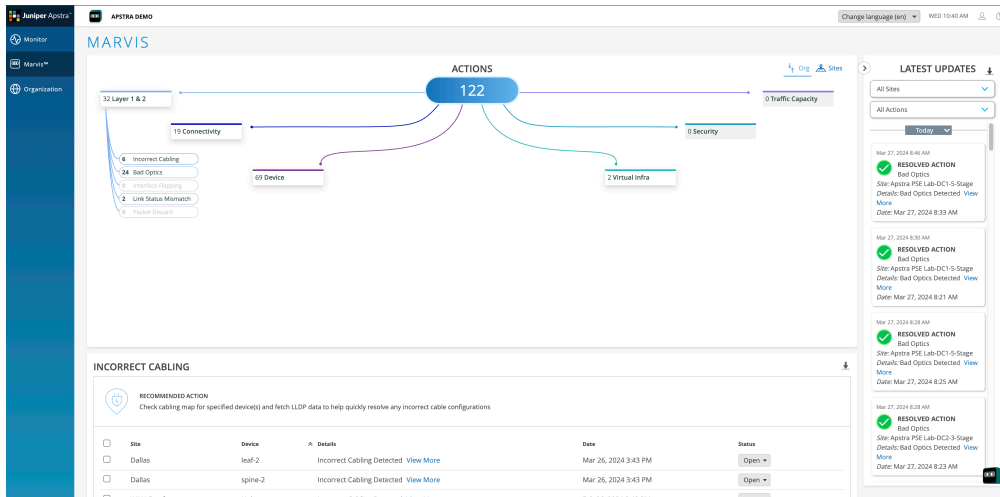 Juniper Apstra™
APSTRA DEMO
Change language (en)
WED 10:40 AM
Monitor
Marvis™
Organization
MARVIS
ACTIONS
122
Org
Sites
32 Layer 1 & 2
0 Traffic Capacity
19 Connectivity
0 Security
6 Incorrect Cabling
24 Bad Optics
0 Interface Flapping
2 Link Status Mismatch
0 Packet Discard
69 Device
2 Virtual Infra
LATEST UPDATES
All Sites
All Actions
Today
Mar 27, 2024 8:46 AM
RESOLVED ACTION
Bad Optics
Site: Apstra PSE Lab-DC1-5-Stage
Details: Bad Optics Detected View
More
Date: Mar 27, 2024 8:33 AM
Mar 27, 2024 8:30 AM
RESOLVED ACTION
Bad Optics
Site: Apstra PSE Lab-DC1-5-Stage
Details: Bad Optics Detected View
More
Date: Mar 27, 2024 8:21 AM
Mar 27, 2024 8:28 AM
RESOLVED ACTION
Bad Optics
Site: Apstra PSE Lab-DC1-5-Stage
Details: Bad Optics Detected View
More
Date: Mar 27, 2024 8:25 AM
Mar 27, 2024 8:28 AM
RESOLVED ACTION
Bad Optics
Site: Apstra PSE Lab-DC2-3-Stage
Details: Bad Optics Detected View
More
Date: Mar 27, 2024 8:23 AM
INCORRECT CABLING
RECOMMENDED ACTION
Check cabling map for specified device(s) and fetch LLDP data to help quickly resolve any incorrect cable configurations
Site Device Details Date Status
Dallas leaf-2 Incorrect Cabling Detected View More Mar 26, 2024 3:43 PM Open
Dallas spine-2 Incorrect Cabling Detected View More Mar 26, 2024 3:43 PM Open